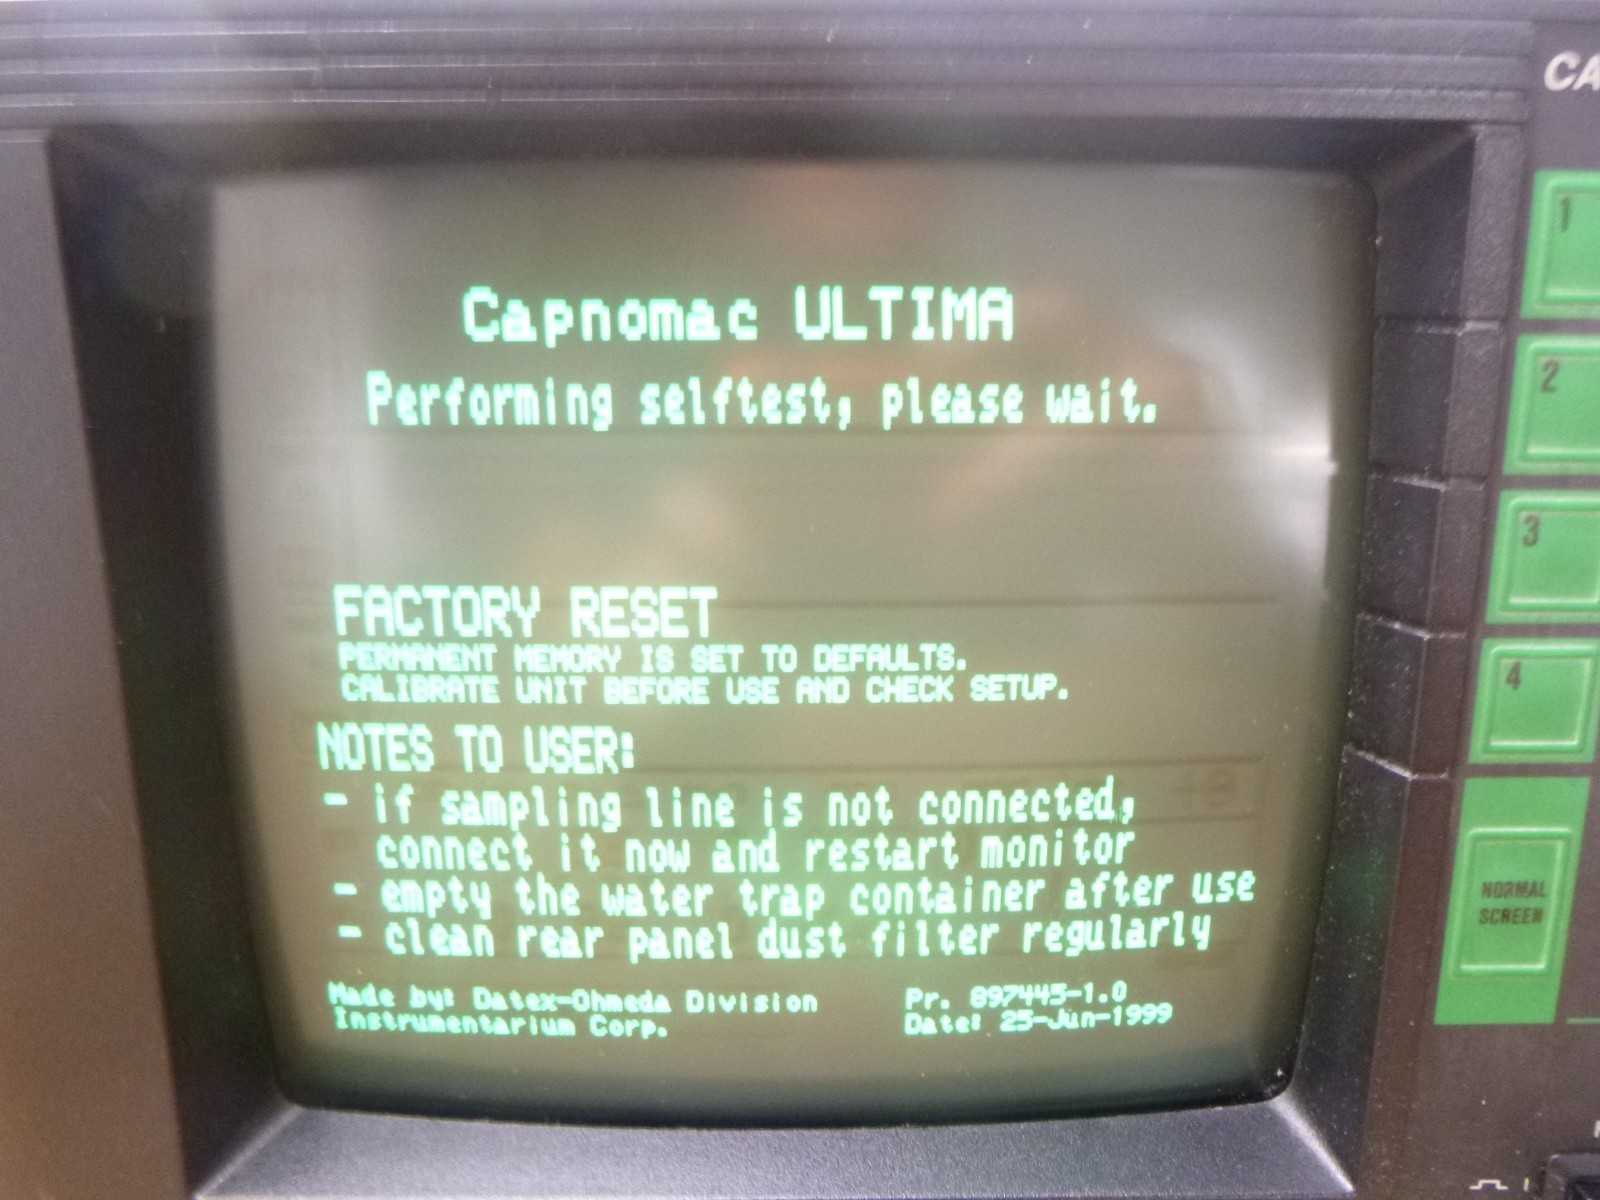 CA
Capnomac ULTIMA
Performing selftest, please wait.
FACTORY RESET
PERMANENT MEMORY IS SET TO DEFAULTS.
CALIBRATE UNIT BEFORE USE AND CHECK SETUP.
NOTES TO USER:
- if sampling line is not connected,
connect it now and restart monitor
- empty the water trap container after use
- clean rear panel dust filter regularly
Made by: Datex-Ohmeda Division
Instrumentarium Corp.
Pr. 897445-1.0
Date: 25-Jun-1999
1
2
3
4
NORMAL
SCREEN